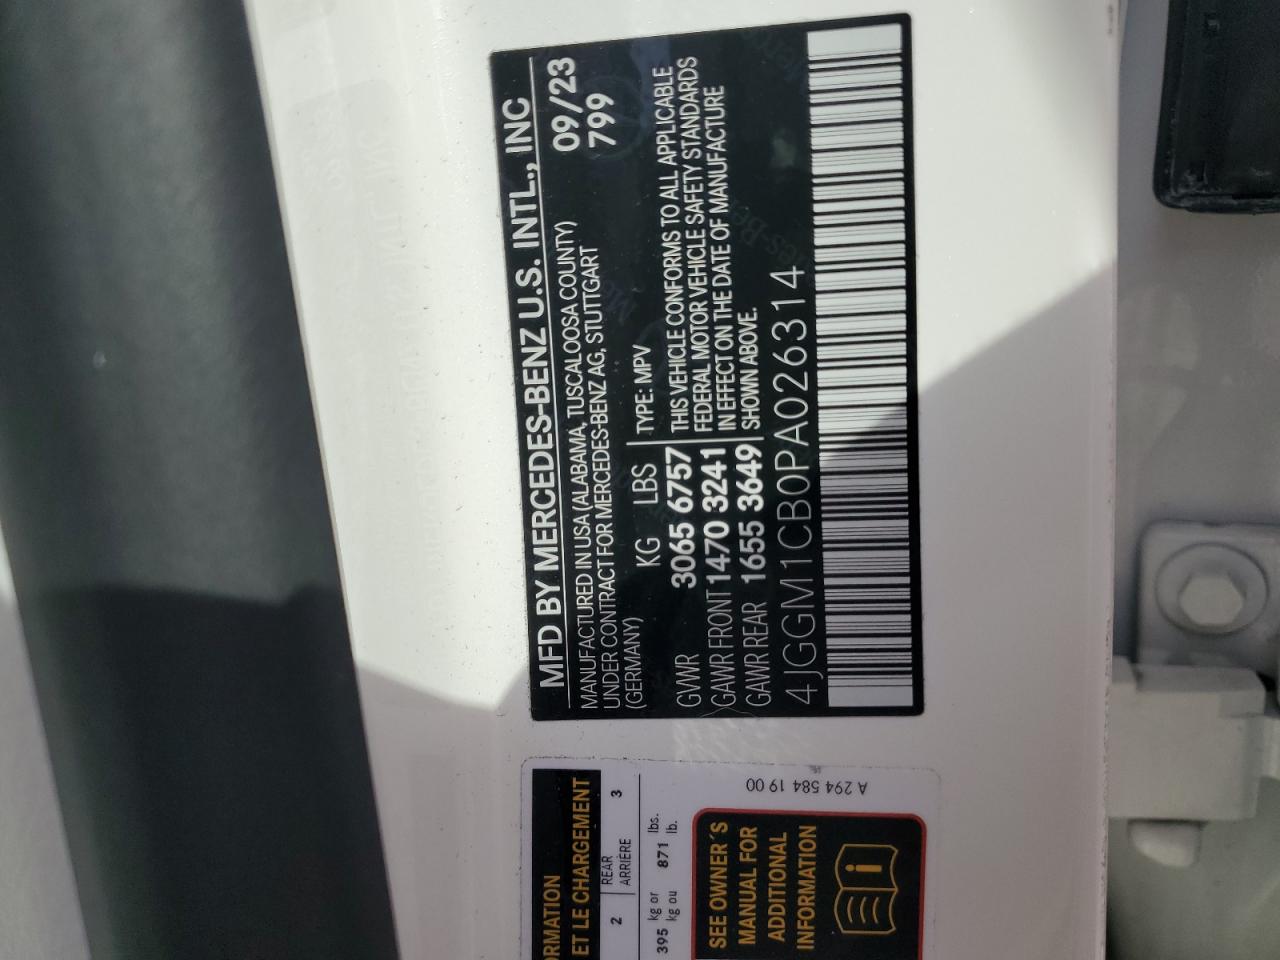 MFD BY MERCEDES-BENZ U.S. INTL., INC
MANUFACTURED IN USA (ALABAMA, TUSCALOOSA COUNTY) 09/23
UNDER CONTRACT FOR MERCEDES-BENZ AG, STUTTGART 799
(GERMANY)
KG LBS TYPE: MPV
GVWR 3065 6757 THIS VEHICLE CONFORMS TO ALL APPLICABLE
GAWR FRONT 1470 3241 FEDERAL MOTOR VEHICLE SAFETY STANDARDS
GAWR REAR 1655 3649 IN EFFECT ON THE DATE OF MANUFACTURE
SHOWN ABOVE.
4JGGM1CB0PA026314
RMATION
ET LE CHARGEMENT
2 REAR 3
ARRIÈRE
395 kg or 871 lbs.
kg ou lb.
SEE OWNER'S
MANUAL FOR
ADDITIONAL
INFORMATION
A 294 584 19 00